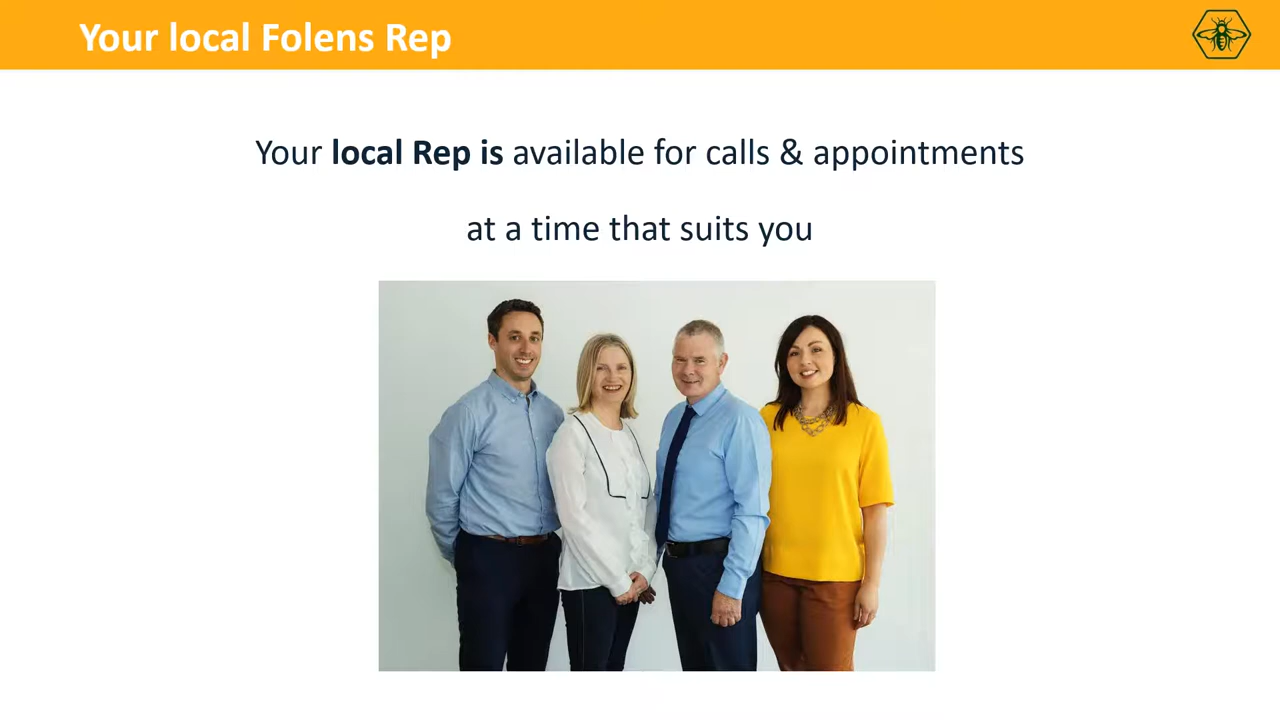 Your local Folens Rep
Your local Rep is available for calls & appointments
at a time that suits you